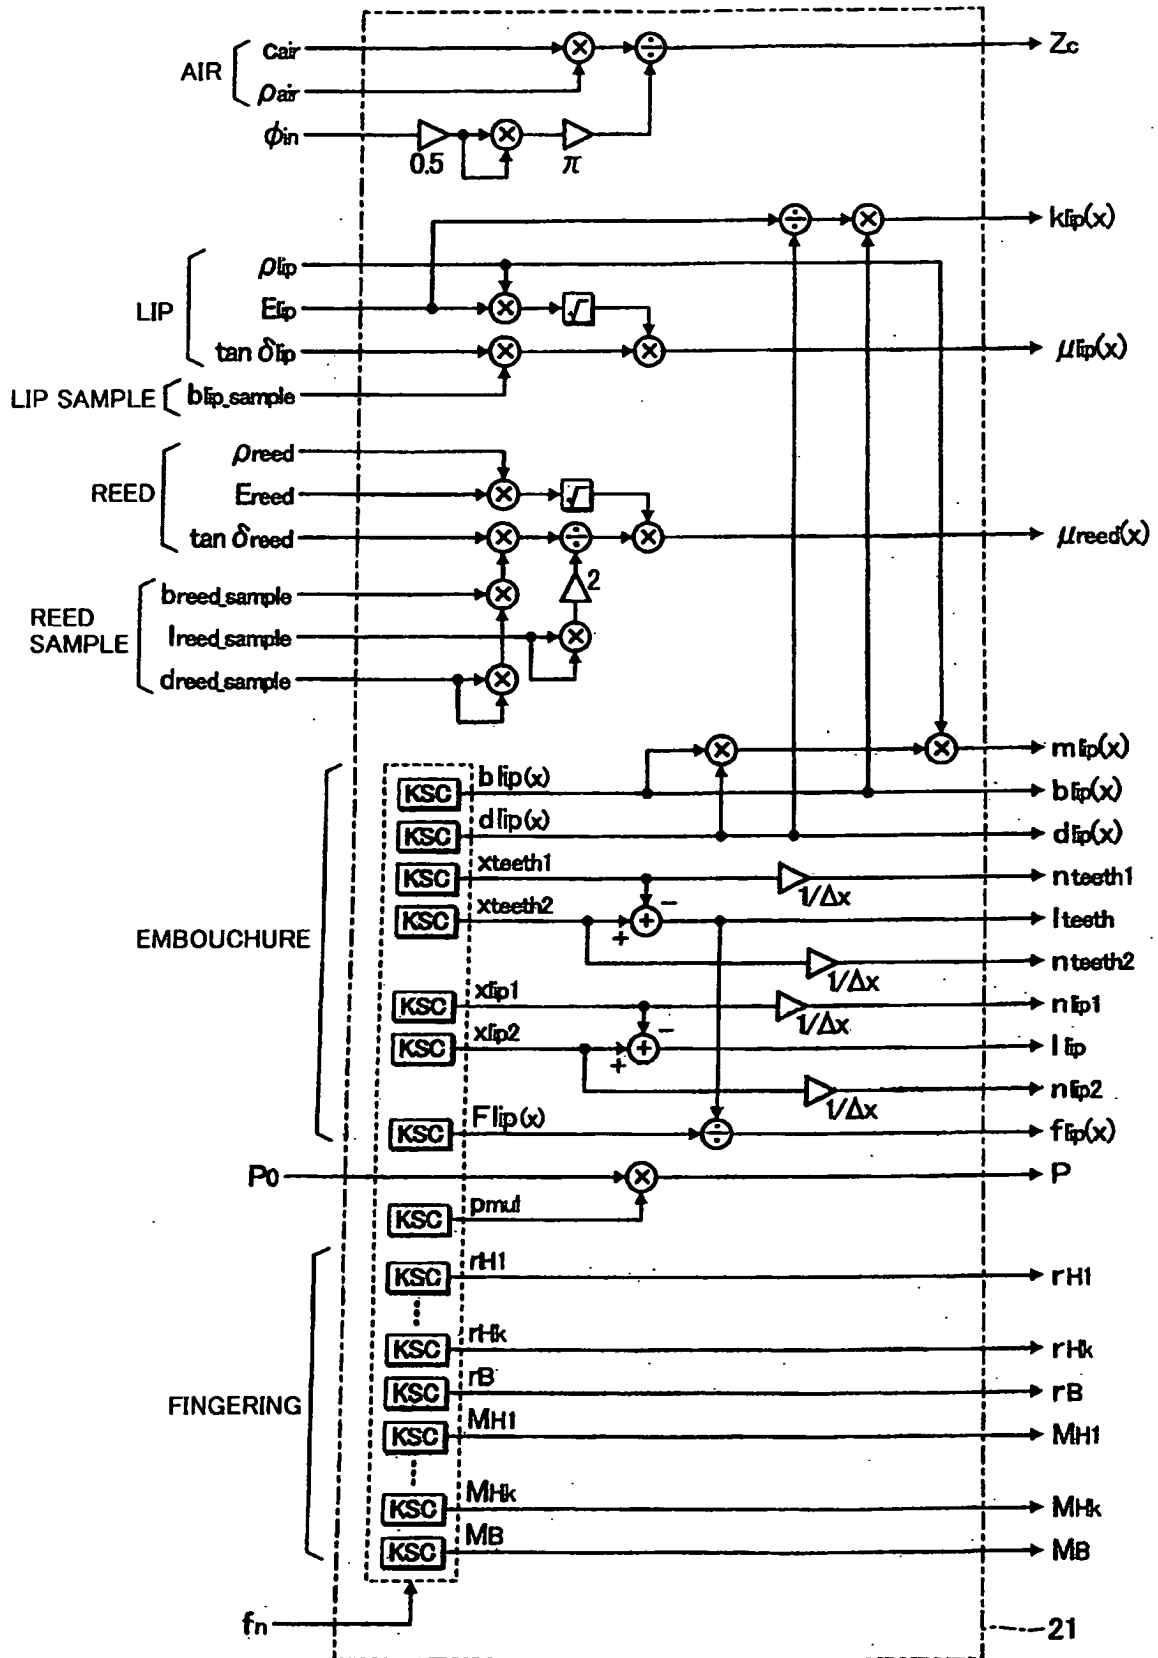 AIR
cair
ρair
ϕin
0.5
π
÷
Zc
LIP
ρlip
Elip
tan δlip
√
klip(x)
μlip(x)
LIP SAMPLE
blip_sample
REED
ρreed
Ereed
tan δreed
√
μreed(x)
REED SAMPLE
breed_sample
lreed_sample
dreed_sample
2
EMBOUCHURE
mlip(x)
KSC blip(x) blip(x)
KSC dlip(x) dlip(x)
KSC xteeth1 1/Δx nteeth1
KSC xteeth2 + − + lteeth
1/Δx nteeth2
KSC xlip1 1/Δx nlip1
KSC xlip2 + − + llip
1/Δx nlip2
KSC Flip(x) ÷ flip(x)
P0 P
KSC pmul
FINGERING
KSC rH1 rH1
KSC rHk rHk
KSC rB rB
KSC MH1 MH1
KSC MHk MHk
KSC MB MB
fn
21